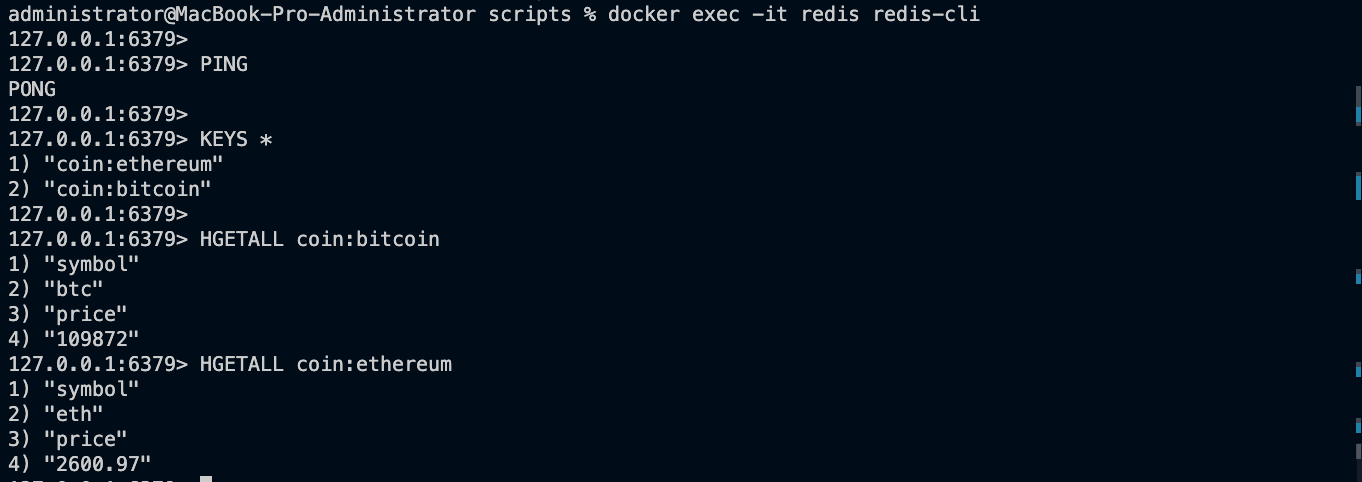 administrator@MacBook-Pro-Administrator scripts % docker exec -it redis redis-cli
127.0.0.1:6379>
127.0.0.1:6379> PING
PONG
127.0.0.1:6379>
127.0.0.1:6379> KEYS *
1) "coin:ethereum"
2) "coin:bitcoin"
127.0.0.1:6379>
127.0.0.1:6379> HGETALL coin:bitcoin
1) "symbol"
2) "btc"
3) "price"
4) "109872"
127.0.0.1:6379> HGETALL coin:ethereum
1) "symbol"
2) "eth"
3) "price"
4) "2600.97"